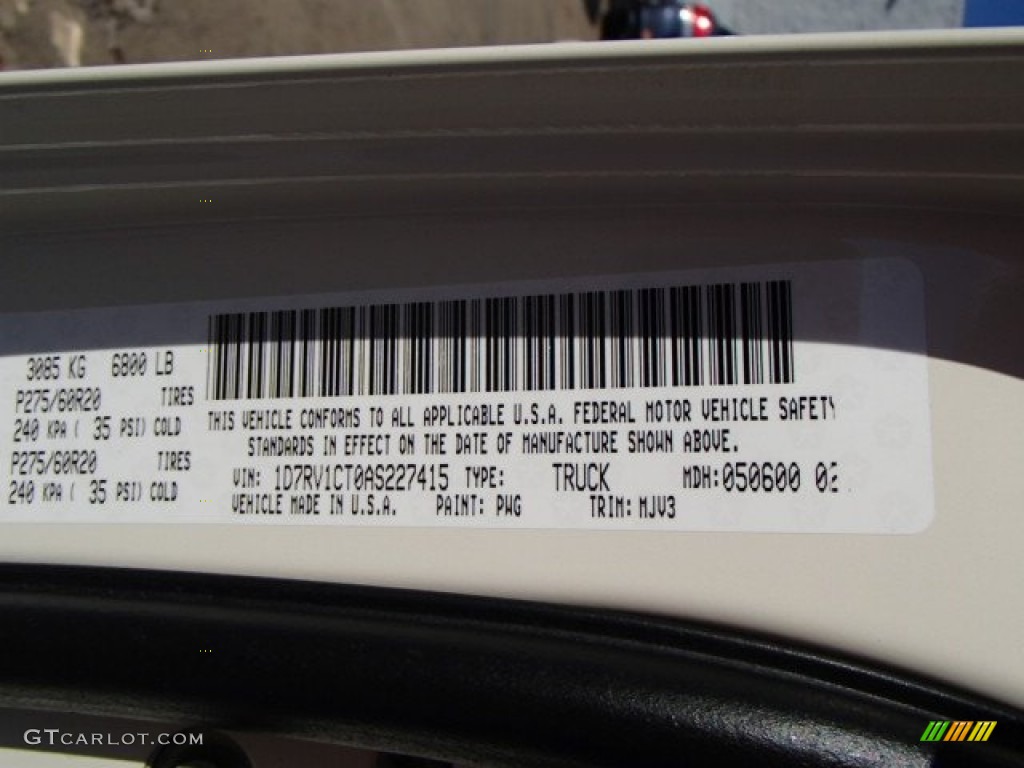 3085 KG 6800 LB
P275/60R20 TIRES
240 KPA ( 35 PSI) COLD
P275/60R20 TIRES
240 KPA ( 35 PSI) COLD
THIS VEHICLE CONFORMS TO ALL APPLICABLE U.S.A. FEDERAL MOTOR VEHICLE SAFETY
STANDARDS IN EFFECT ON THE DATE OF MANUFACTURE SHOWN ABOVE.
VIN: 1D7RV1CT0AS227415 TYPE: TRUCK MDH:050600 02
VEHICLE MADE IN U.S.A. PAINT: PWG TRIM: MJV3
GTCARLOT.COM